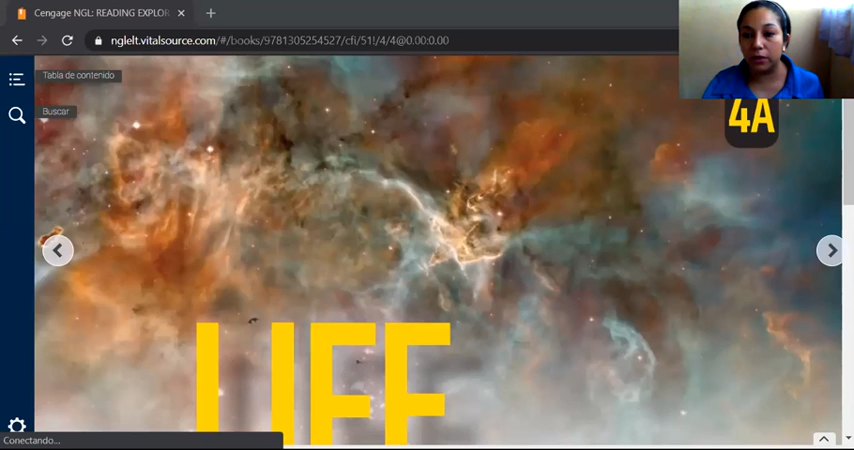 Cengage NGL: READING EXPLOR
nglelt.vitalsource.com/#/books/9781305254527/cfi/51!/4/4@0.00:0.00
Tabla de contenido
Buscar
4A
LIFE
Conectando...